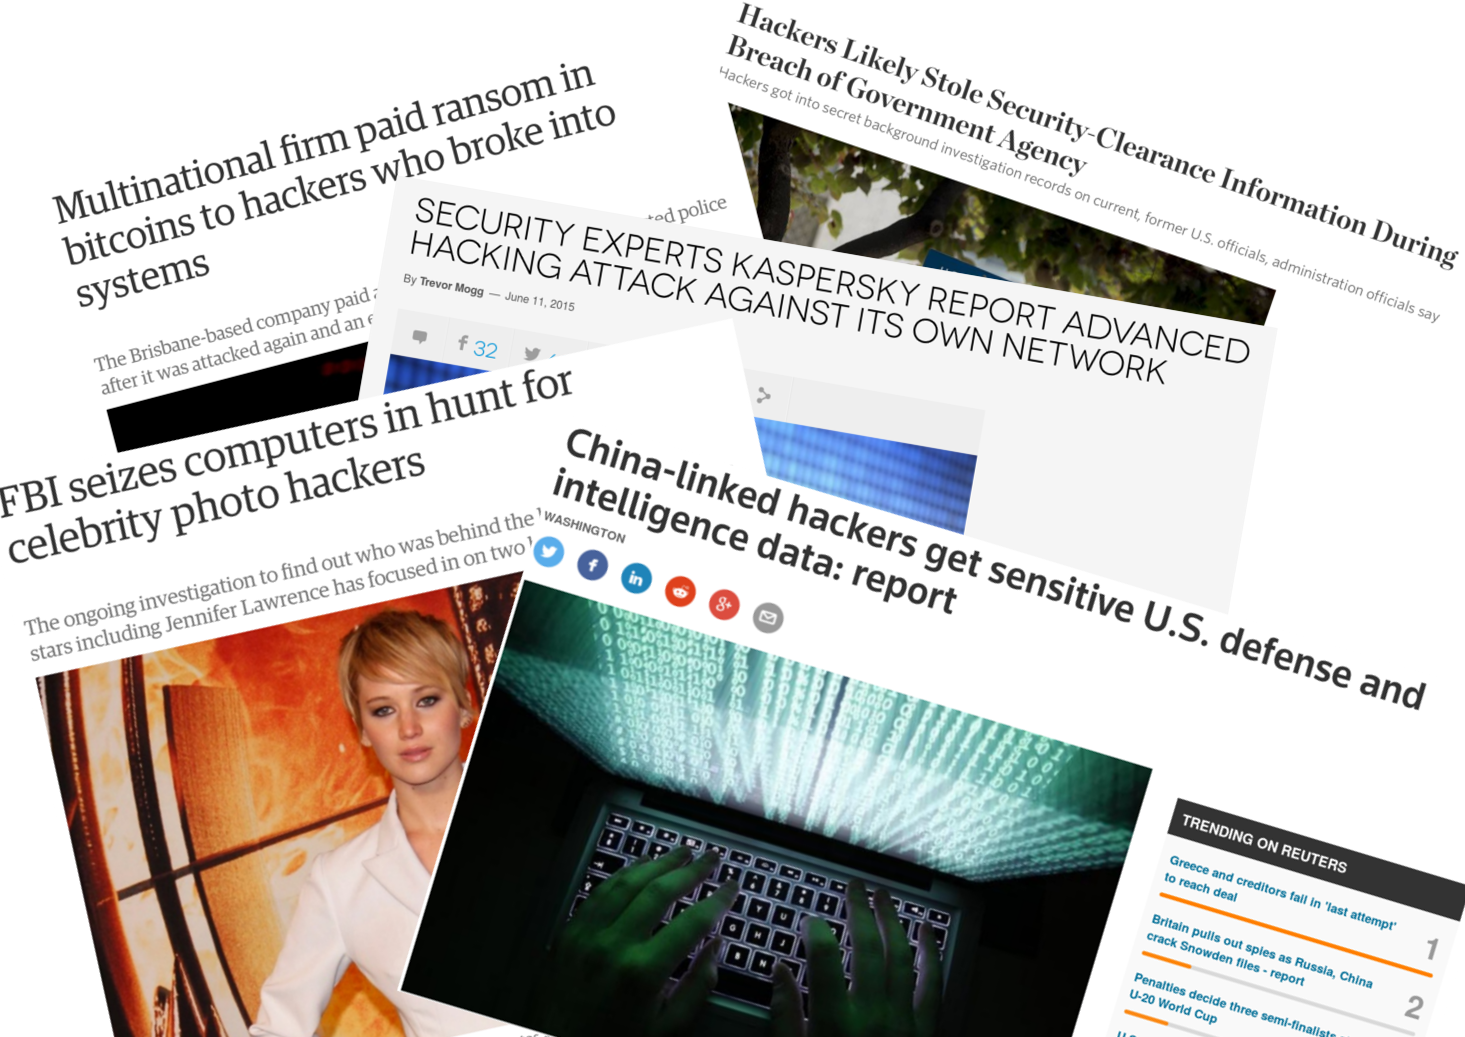 Multinational firm paid ransom in
bitcoins to hackers who broke into
systems
The Brisbane-based company paid a
after it was attacked again and an e
ted police
Hackers Likely Stole Security-Clearance Information During
Breach of Government Agency
Hackers got into secret background investigation records on current, former U.S. officials, administration officials say
SECURITY EXPERTS KASPERSKY REPORT ADVANCED
HACKING ATTACK AGAINST ITS OWN NETWORK
By Trevor Mogg — June 11, 2015
32
FBI seizes computers in hunt for
celebrity photo hackers
The ongoing investigation to find out who was behind the
stars including Jennifer Lawrence has focused in on two
China-linked hackers get sensitive U.S. defense and
intelligence data: report
WASHINGTON
TRENDING ON REUTERS
Greece and creditors fail in 'last attempt'
to reach deal
1
Britain pulls out spies as Russia, China
crack Snowden files - report
2
Penalties decide three semi-finalists
U-20 World Cup